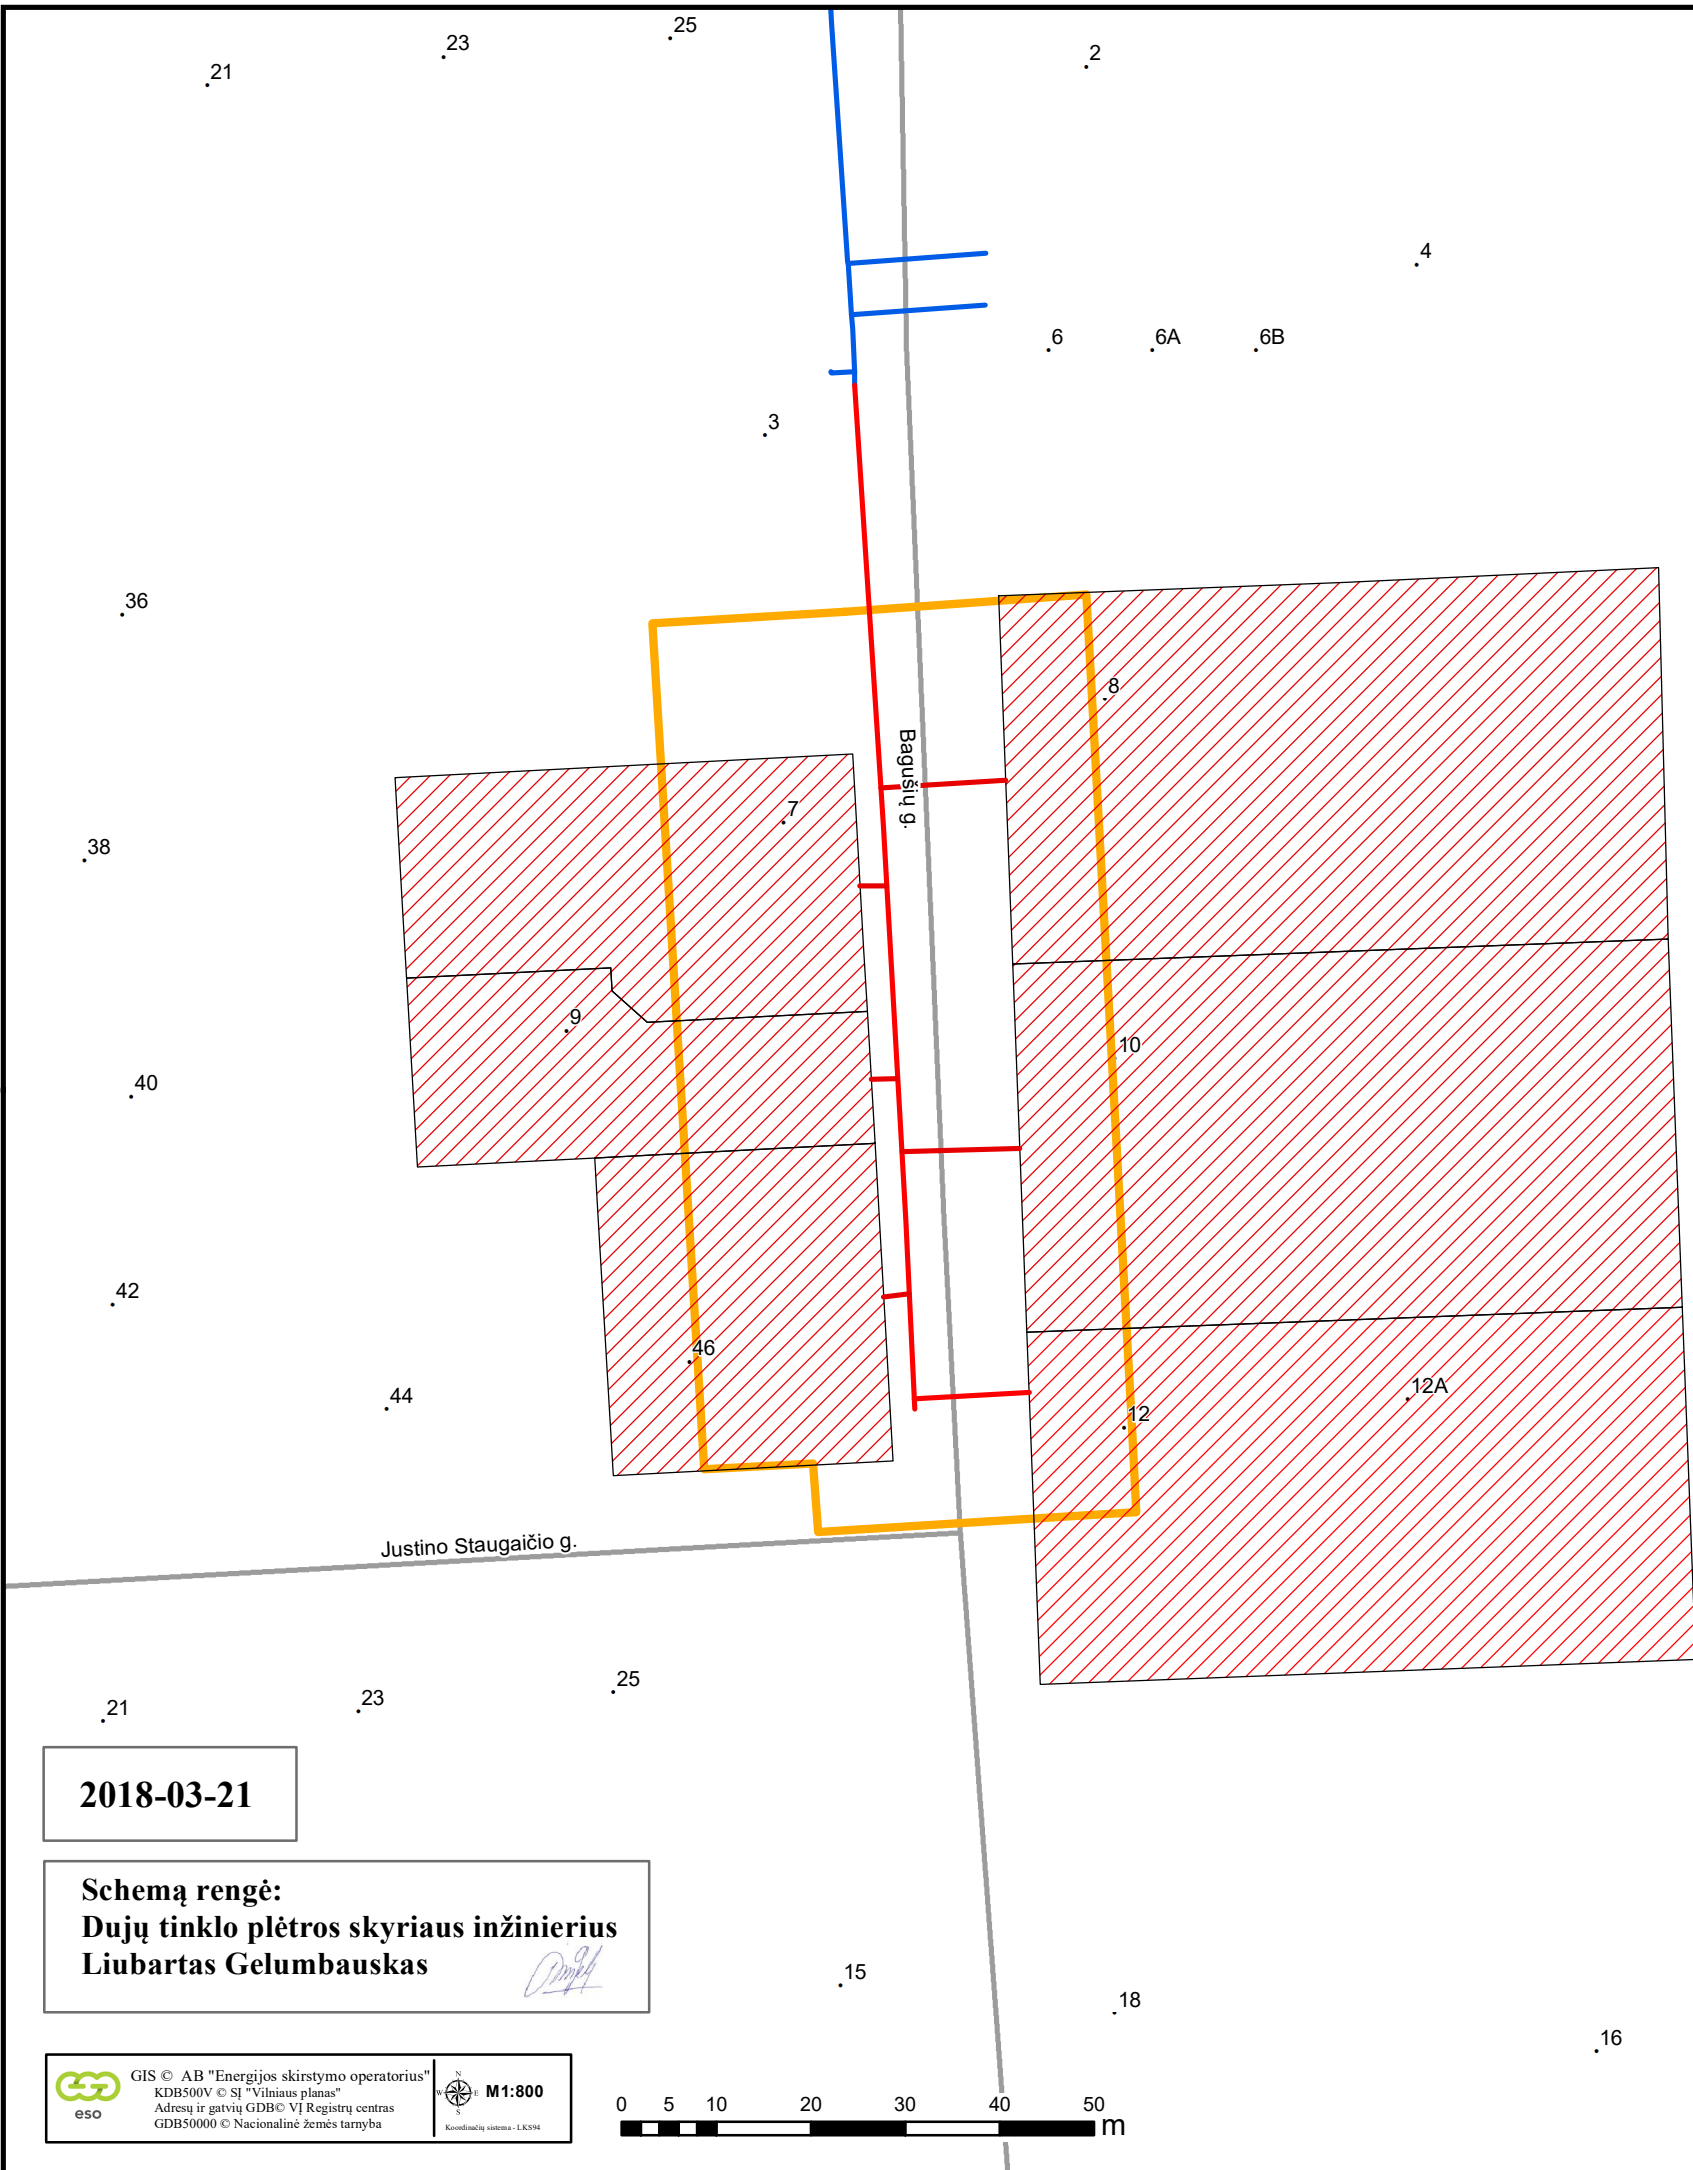 25
23
2
21
4
6
6A
6B
3
36
8
Bagušių g.
7
38
9
10
40
42
46
44
12A
12
Justino Staugaičio g.
25
23
21
2018-03-21
Schemą rengė:
Dujų tinklo plėtros skyriaus inžinierius
Liubartas Gelumbauskas
15
18
16
eso
GIS © AB "Energijos skirstymo operatorius"
KDB500V © SĮ "Vilniaus planas"
Adresų ir gatvių GDB© VĮ Registrų centras
GDB50000 © Nacionalinė žemės tarnyba
N
W E
S
M1:800
Koordinačių sistema - LKS94
0 5 10 20 30 40 50
m